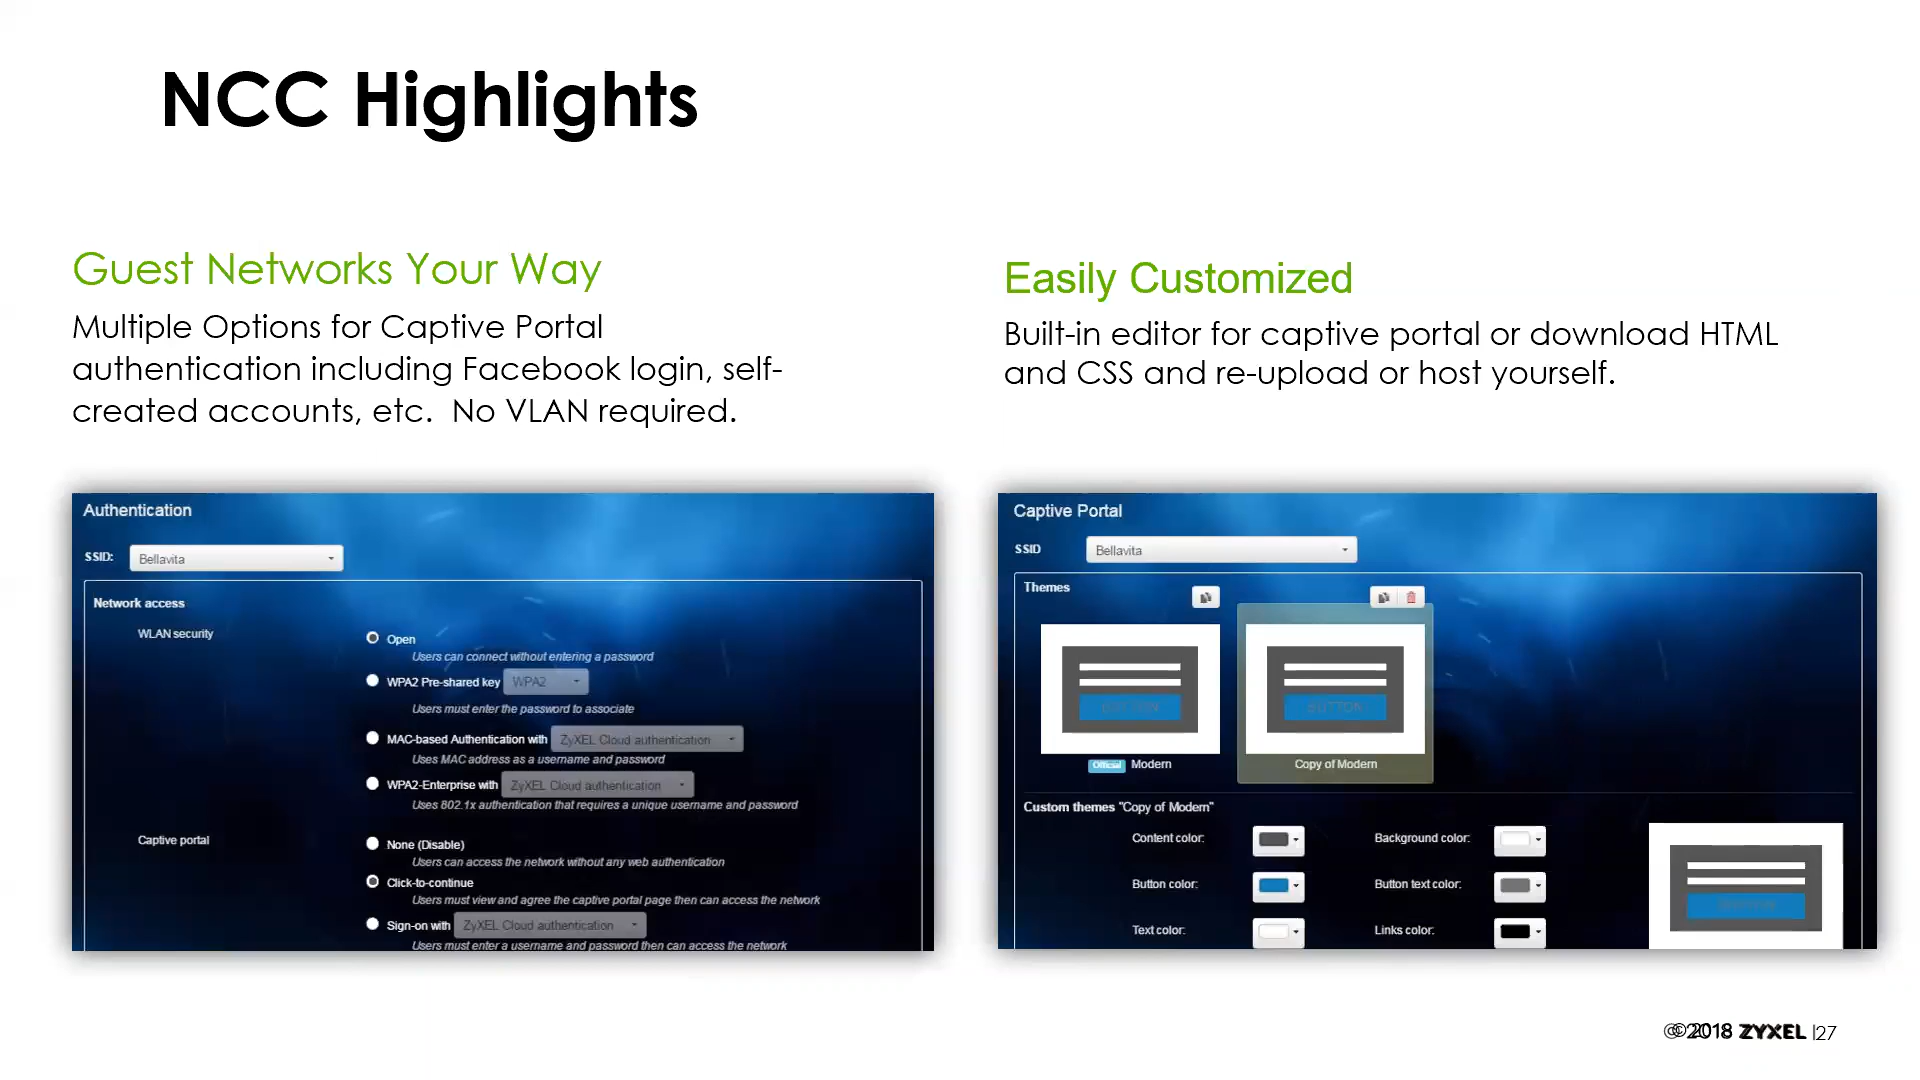 NCC Highlights
Guest Networks Your Way
Multiple Options for Captive Portal
authentication including Facebook login, self-
created accounts, etc.  No VLAN required.
Easily Customized
Built-in editor for captive portal or download HTML
and CSS and re-upload or host yourself.
Authentication
SSID: Bellavita
Network access
WLAN security
Open
Users can connect without entering a password
WPA2 Pre-shared key WPA2
Users must enter the password to associate
MAC-based Authentication with ZyXEL Cloud authentication
Uses MAC address as a username and password
WPA2-Enterprise with ZyXEL Cloud authentication
Uses 802.1x authentication that requires a unique username and password
Captive portal
None (Disable)
Users can access the network without any web authentication
Click-to-continue
Users must view and agree the captive portal page then can access the network
Sign-on with ZyXEL Cloud authentication
Users must enter a username and password then can access the network
Captive Portal
SSID Bellavita
Themes
BUTTON BUTTON
Official Modern
Copy of Modern
Custom themes "Copy of Modern"
Content color: Background color:
Button color: Button text color:
BUTTON
Text color: Links color:
© 2018 ZYXEL |27